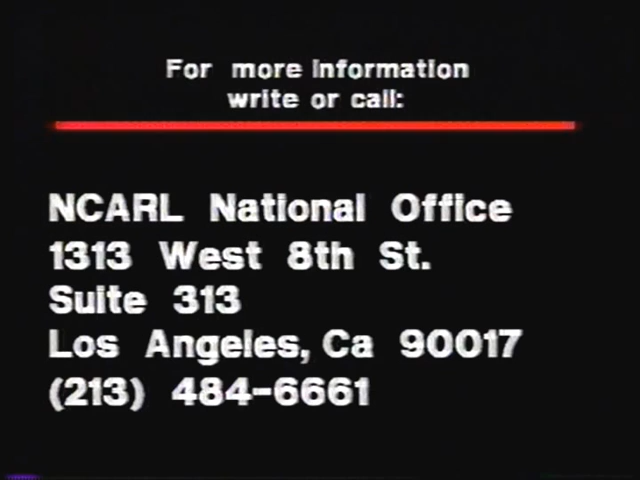 For more information
write or call:
NCARL National Office
1313 West 8th St.
Suite 313
Los Angeles, Ca 90017
(213) 484-6661